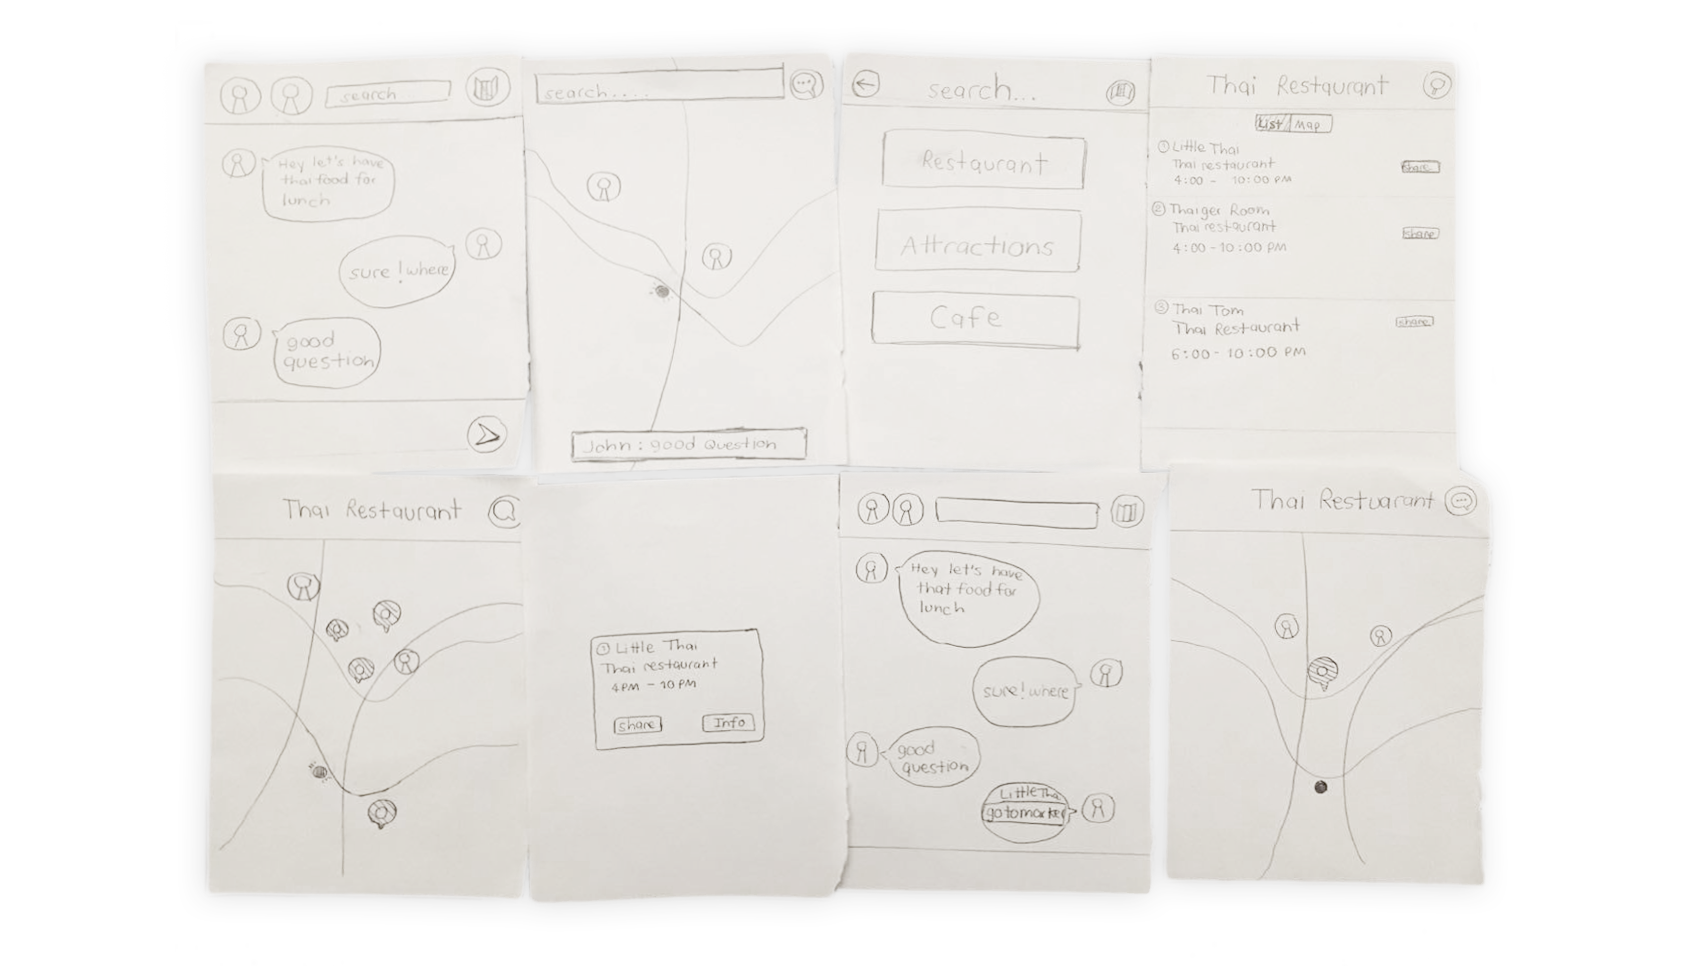 search
Hey let's have
thai food for
lunch
sure! where
good
question
search....
John: good Question
search...
Restaurant
Attractions
Cafe
Thai Restaurant
List/Map
① Little Thai
Thai restaurant
4:00 - 10:00 PM
share
② Thaiger Room
Thai restaurant
4:00-10:00 PM
share
③ Thai Tom
Thai Restaurant
6:00-10:00 PM
share
Thai Restaurant
① Little Thai
Thai restaurant
4PM - 10PM
share
Info
Hey let's have
that food for
lunch
sure! where
good
question
Little Tha
gotomarker
Thai Restuarant